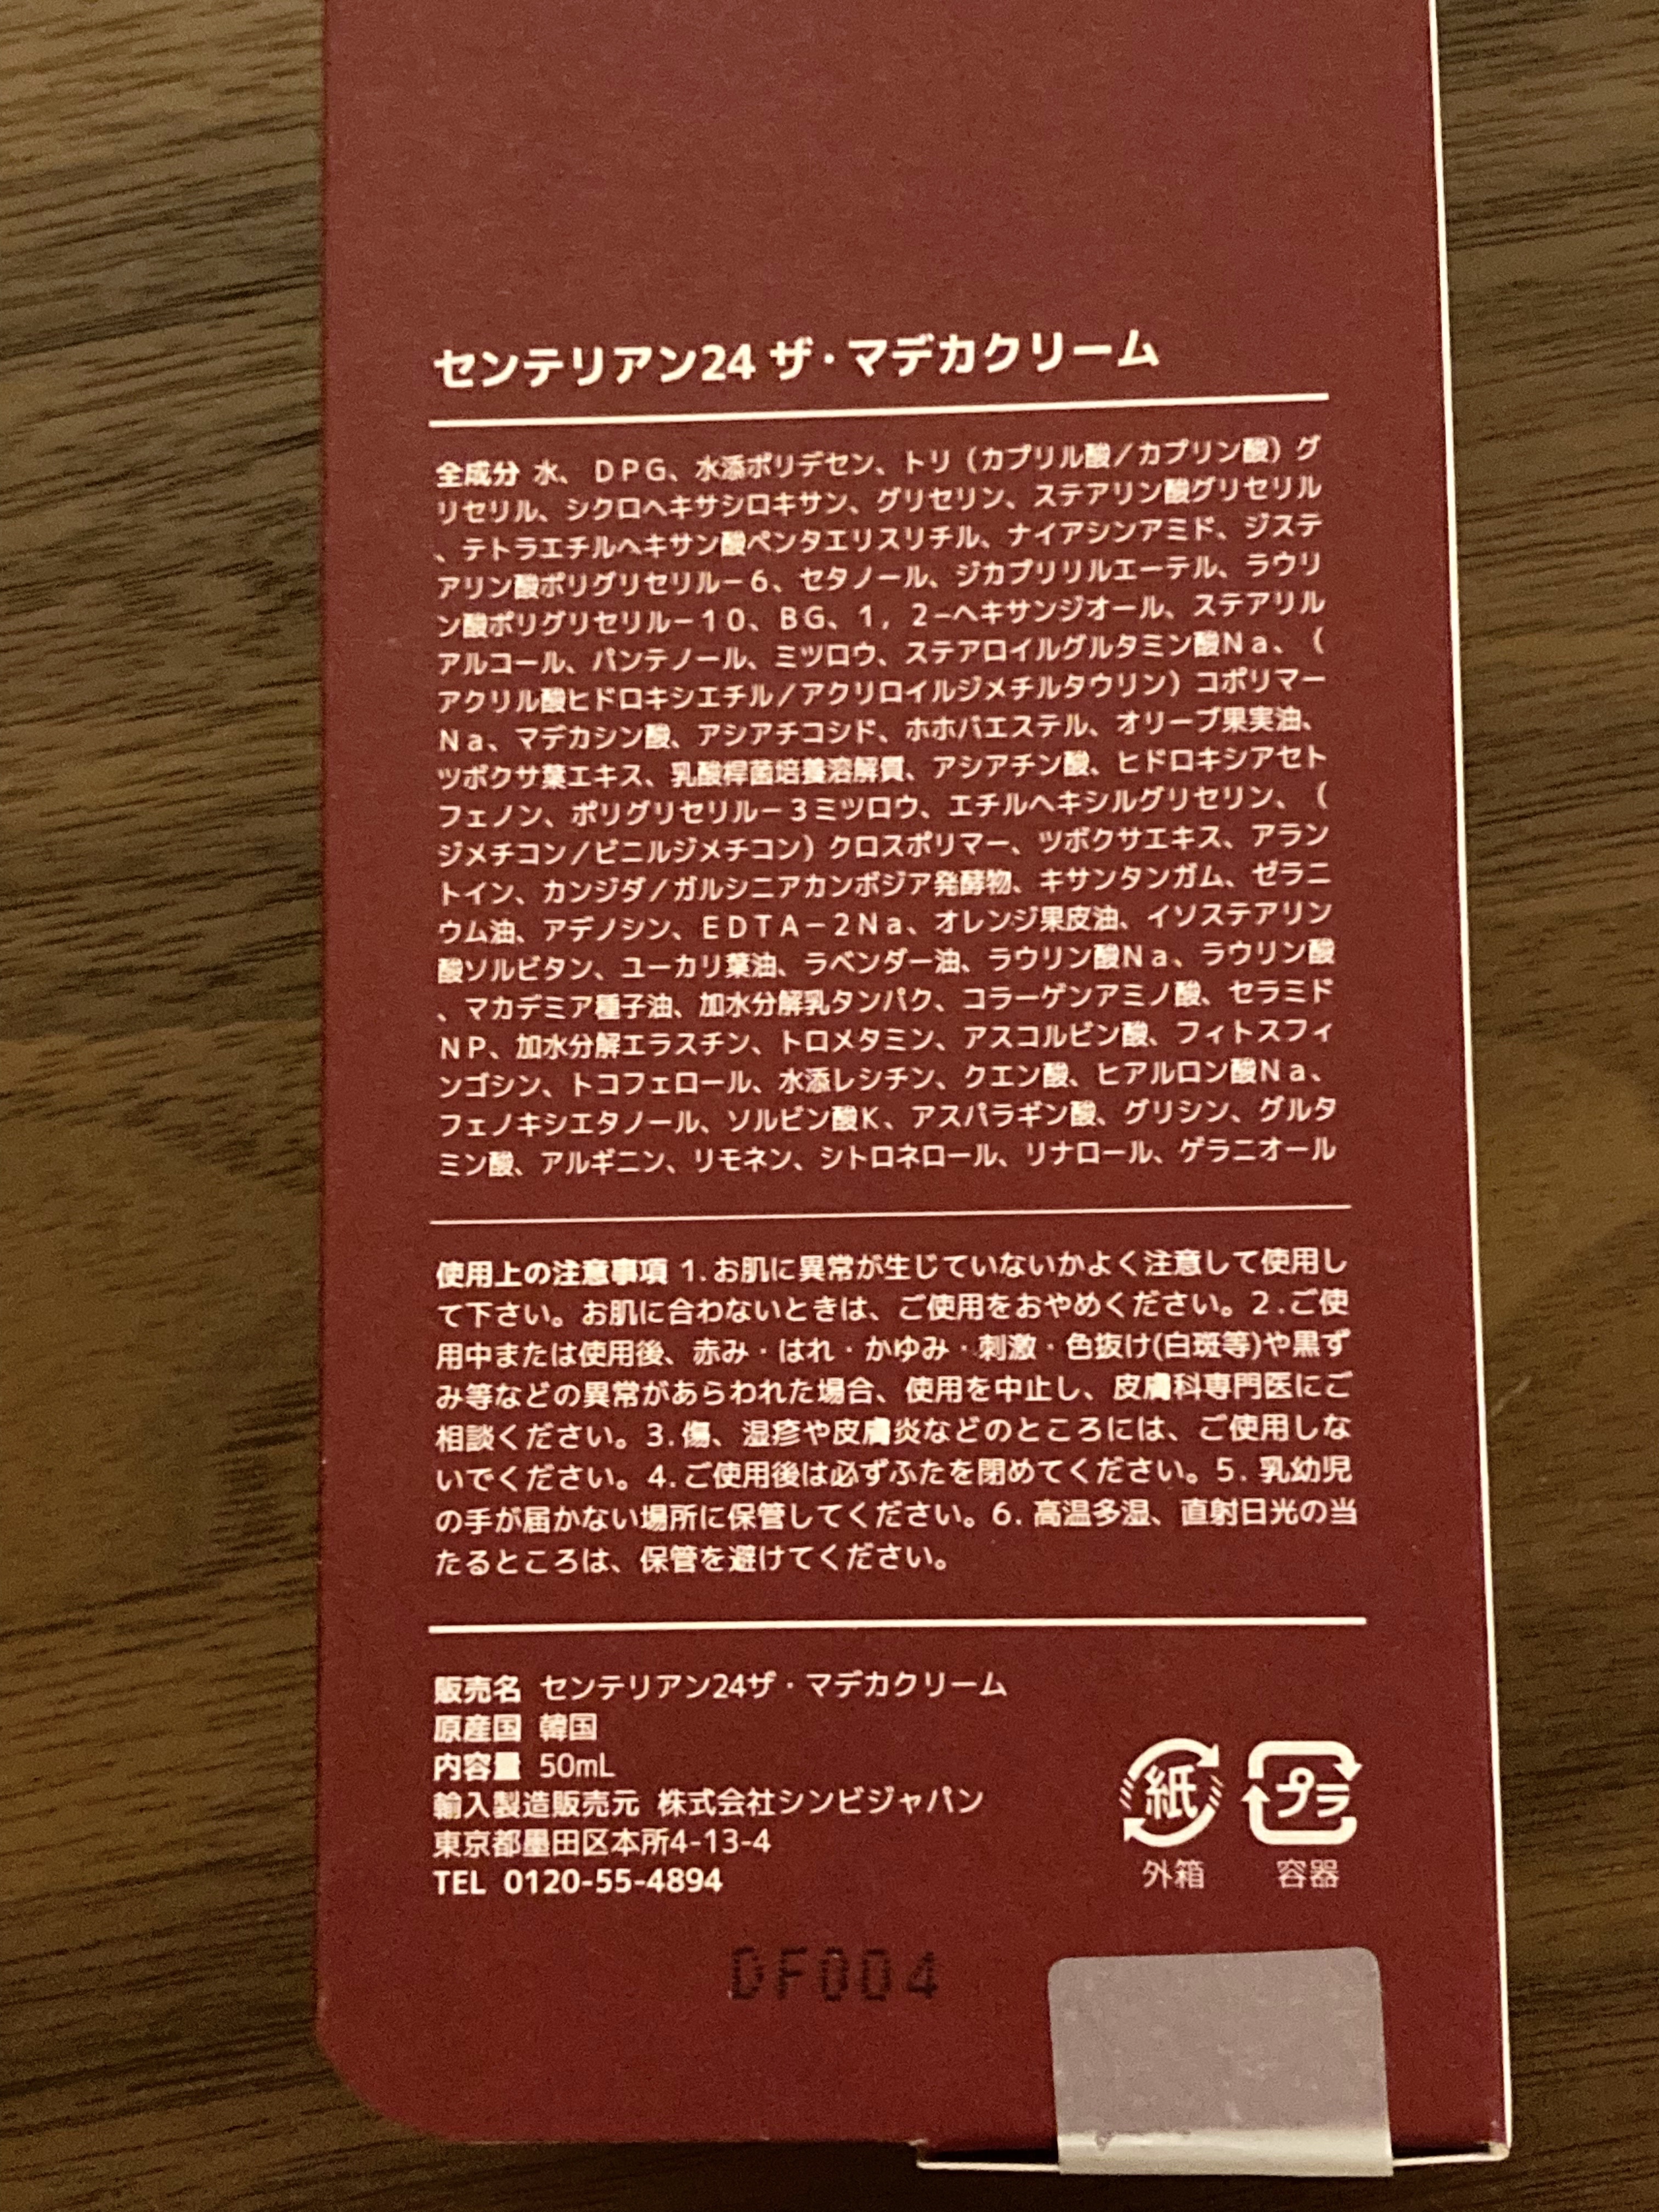 センテリアン24 ザ・マデカクリーム
全成分 水、ＤＰＧ、水添ポリデセン、トリ（カプリル酸／カプリン酸）グ
リセリル、シクロヘキサシロキサン、グリセリン、ステアリン酸グリセリル
、テトラエチルヘキサン酸ペンタエリスリチル、ナイアシンアミド、ジステ
アリン酸ポリグリセリル－６、セタノール、ジカプリリルエーテル、ラウリ
ン酸ポリグリセリル－１０、ＢＧ、１，２−ヘキサンジオール、ステアリル
アルコール、パンテノール、ミツロウ、ステアロイルグルタミン酸Ｎａ、（
アクリル酸ヒドロキシエチル／アクリロイルジメチルタウリン）コポリマー
Ｎａ、マデカシン酸、アシアチコシド、ホホバエステル、オリーブ果実油、
ツボクサ葉エキス、乳酸桿菌培養溶解質、アシアチン酸、ヒドロキシアセト
フェノン、ポリグリセリル－３ミツロウ、エチルヘキシルグリセリン、（
ジメチコン／ビニルジメチコン）クロスポリマー、ツボクサエキス、アラン
トイン、カンジダ／ガルシニアカンボジア発酵物、キサンタンガム、ゼラニ
ウム油、アデノシン、ＥＤＴＡ－２Ｎａ、オレンジ果皮油、イソステアリン
酸ソルビタン、ユーカリ葉油、ラベンダー油、ラウリン酸Ｎａ、ラウリン酸
、マカデミア種子油、加水分解乳タンパク、コラーゲンアミノ酸、セラミド
ＮＰ、加水分解エラスチン、トロメタミン、アスコルビン酸、フィトスフィ
ンゴシン、トコフェロール、水添レシチン、クエン酸、ヒアルロン酸Ｎａ、
フェノキシエタノール、ソルビン酸Ｋ、アスパラギン酸、グリシン、グルタ
ミン酸、アルギニン、リモネン、シトロネロール、リナロール、ゲラニオール
使用上の注意事項 1.お肌に異常が生じていないかよく注意して使用し
て下さい。お肌に合わないときは、ご使用をおやめください。2.ご使
用中または使用後、赤み・はれ・かゆみ・刺激・色抜け(白斑等)や黒ず
み等などの異常があらわれた場合、使用を中止し、皮膚科専門医にご
相談ください。3.傷、湿疹や皮膚炎などのところには、ご使用しな
いでください。4.ご使用後は必ずふたを閉めてください。5. 乳幼児
の手が届かない場所に保管してください。6. 高温多湿、直射日光の当
たるところは、保管を避けてください。
販売名 センテリアン24ザ・マデカクリーム
原産国 韓国
内容量 50mL
輸入製造販売元 株式会社シンビジャパン
東京都墨田区本所4-13-4
TEL 0120-55-4894
紙 プラ
外箱 容器
DF004